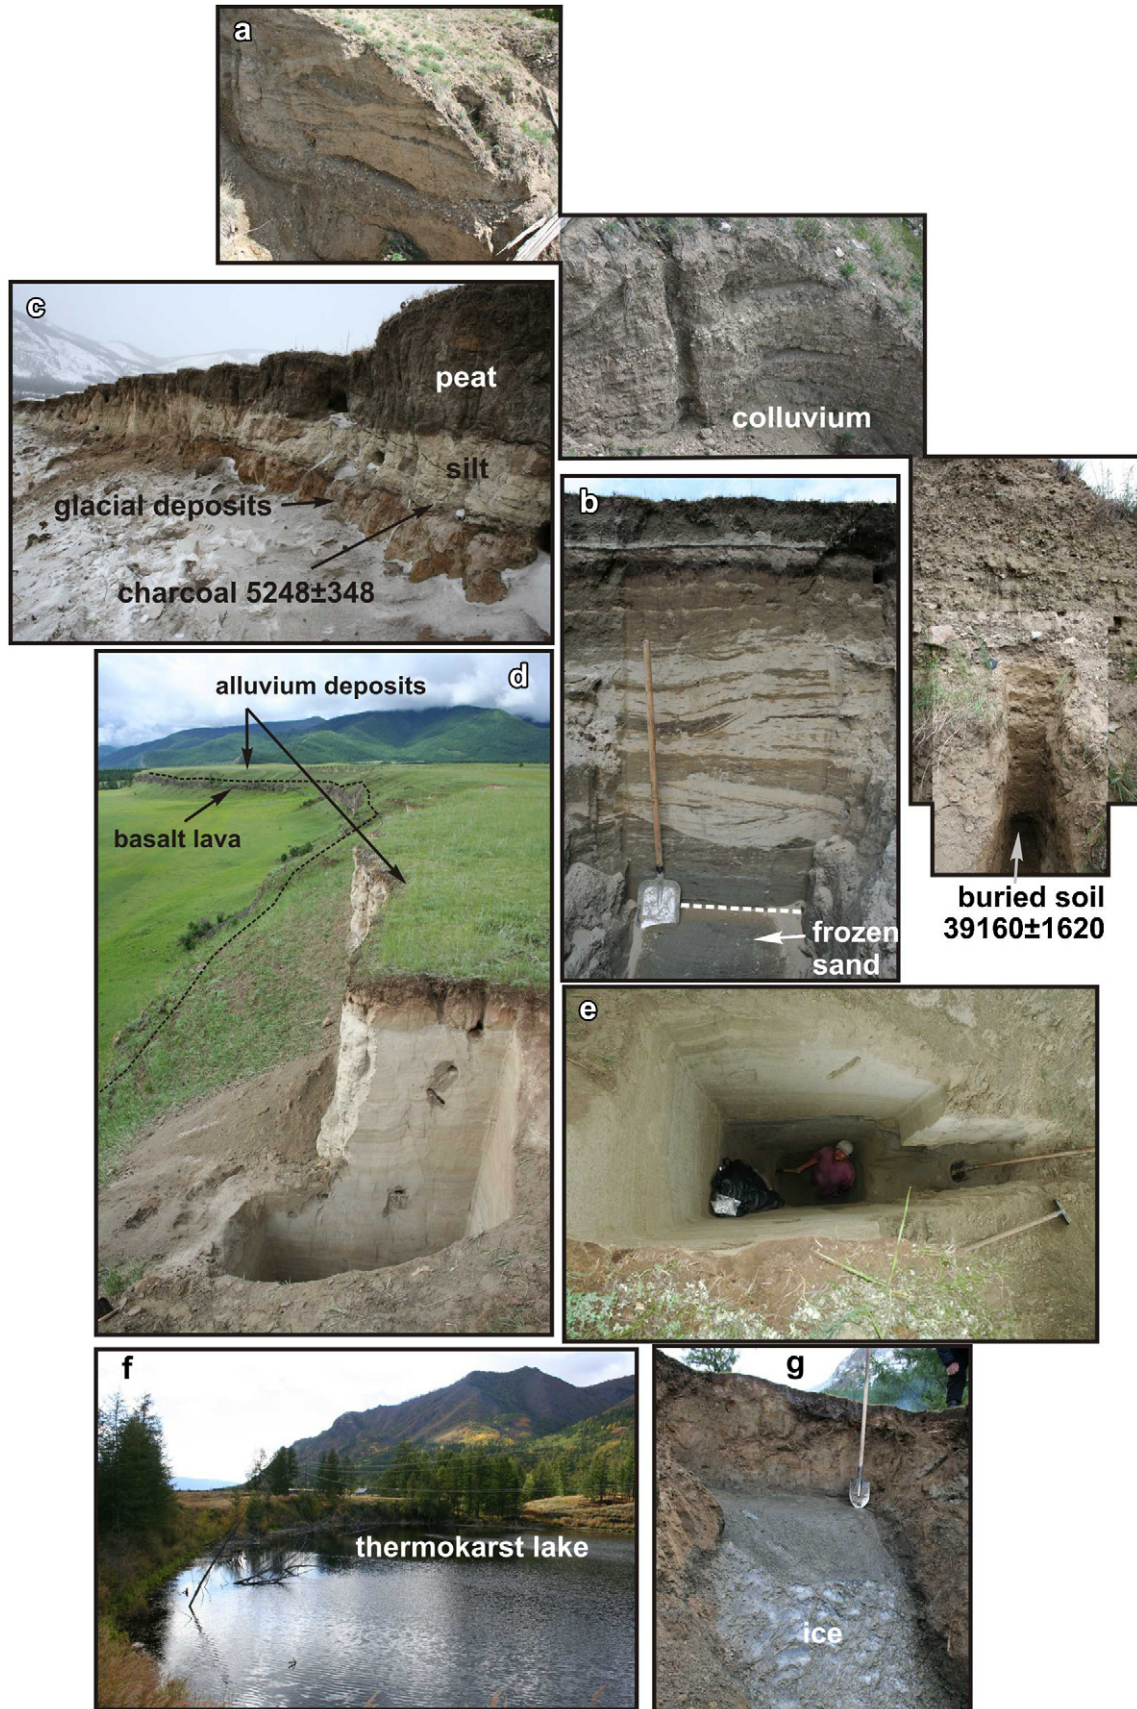 a
colluvium
c
peat
silt
glacial deposits
charcoal 5248±348
b
frozen
sand
buried soil
39160±1620
d
alluvium deposits
basalt lava
e
f
thermokarst lake
g
ice